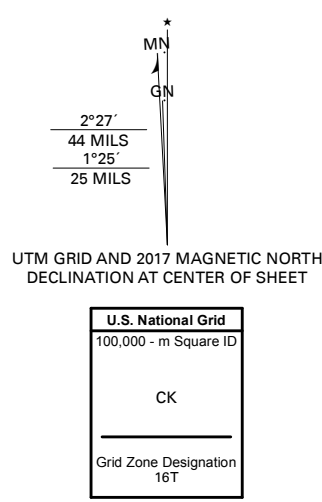 ★
MN
GN
2°27´
44 MILS
1°25´
25 MILS
UTM GRID AND 2017 MAGNETIC NORTH
DECLINATION AT CENTER OF SHEET
U.S. National Grid
100,000 - m Square ID
CK
Grid Zone Designation
16T